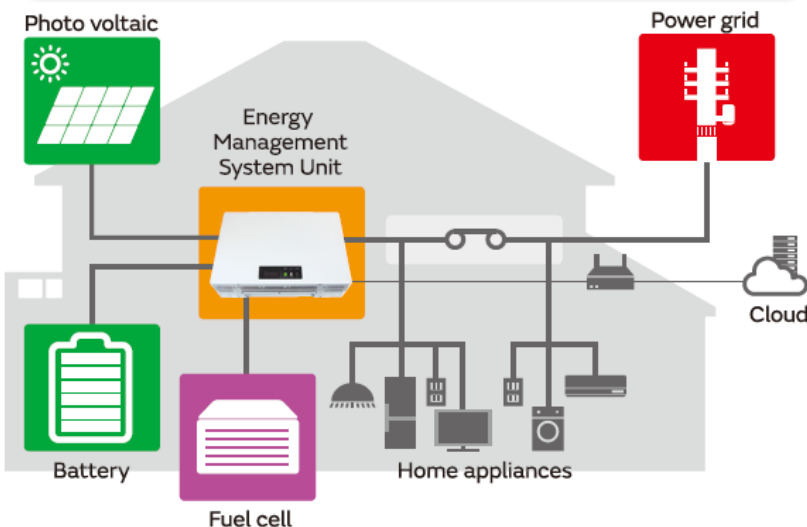 Photo voltaic
Power grid
Energy
Management
System Unit
Cloud
Battery
Home appliances
Fuel cell